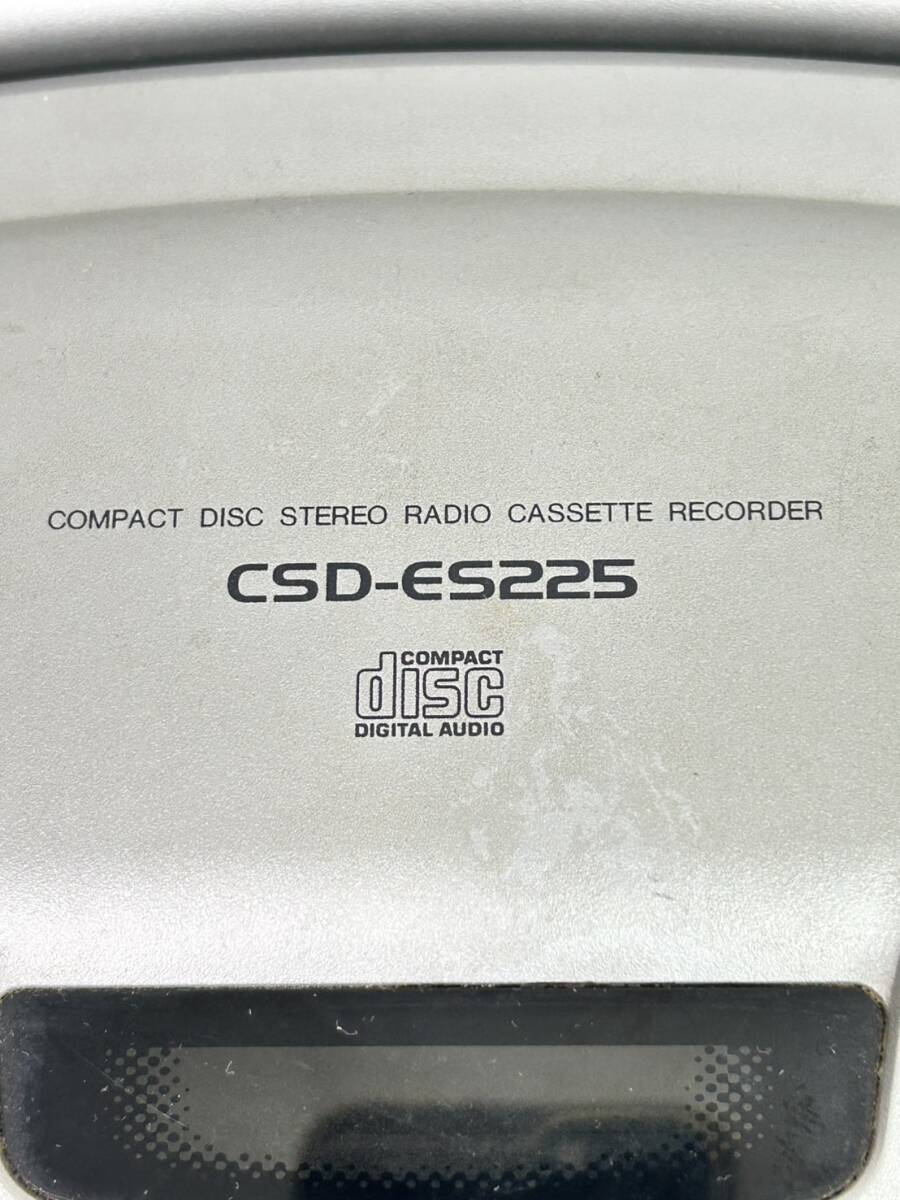 COMPACT DISC STEREO RADIO CASSETTE RECORDER
CSD-ES225
COMPACT
disc
DIGITAL AUDIO